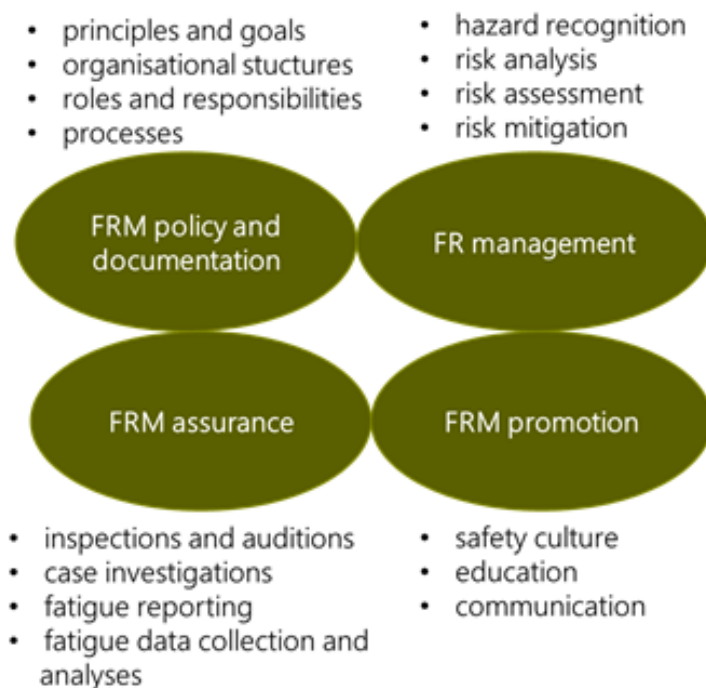 • principles and goals
• organisational stuctures
• roles and responsibilities
• processes
• hazard recognition
• risk analysis
• risk assessment
• risk mitigation
FRM policy and
documentation
FR management
FRM assurance
FRM promotion
• inspections and auditions
• case investigations
• fatigue reporting
• fatigue data collection and
analyses
• safety culture
• education
• communication